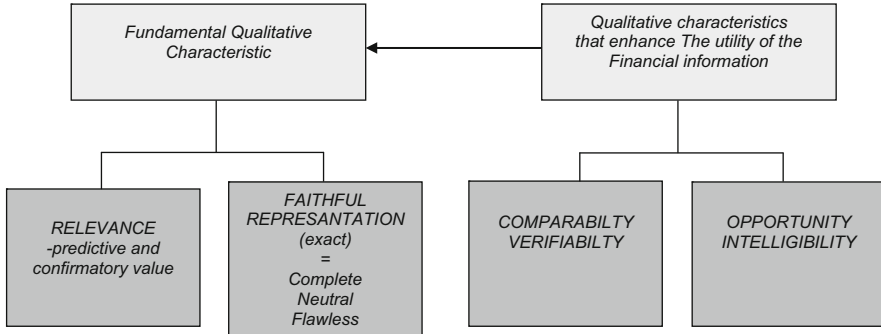 Fundamental Qualitative
Characteristic
Qualitative characteristics
that enhance The utility of the
Financial information
RELEVANCE
-predictive and
confirmatory value
FAITHFUL
REPRESANTATION
(exact)
=
Complete
Neutral
Flawless
COMPARABILTY
VERIFIABILTY
OPPORTUNITY
INTELLIGIBILITY